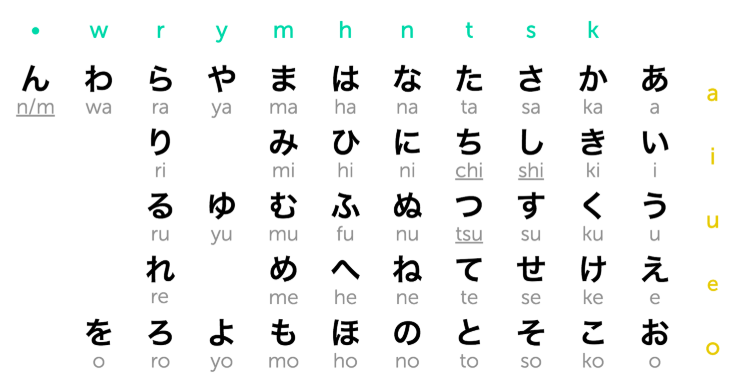 • w r y m h n t s k
ん わ ら や ま は な た さ か あ
n/m wa ra ya ma ha na ta sa ka a a
り み ひ に ち し き い
ri mi hi ni chi shi ki i i
る ゆ む ふ ぬ つ す く う
ru yu mu fu nu tsu su ku u u
れ め へ ね て せ け え
re me he ne te se ke e e
を ろ よ も ほ の と そ こ お
o ro yo mo ho no to so ko o o